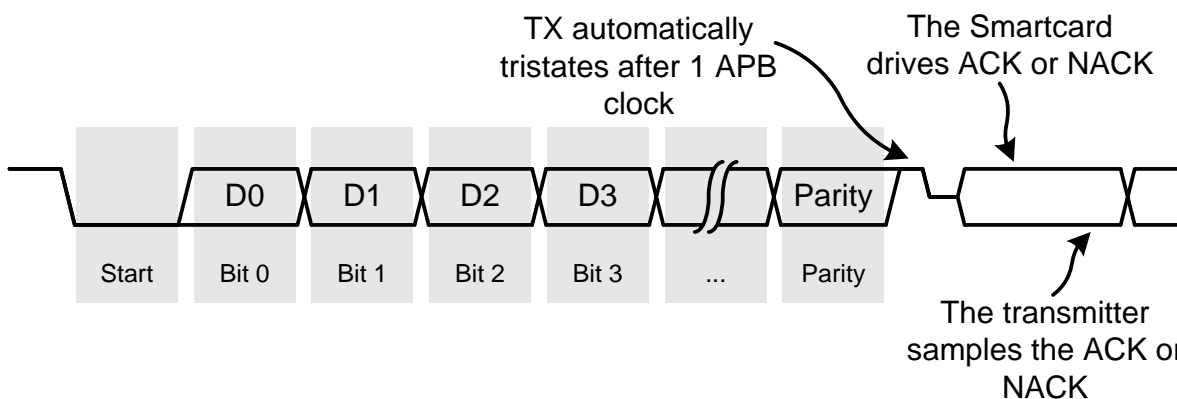 TX automatically
tristates after 1 APB
clock
The Smartcard
drives ACK or NACK
D0 D1 D2 D3 Parity
Start Bit 0 Bit 1 Bit 2 Bit 3 ... Parity
The transmitter
samples the ACK or
NACK